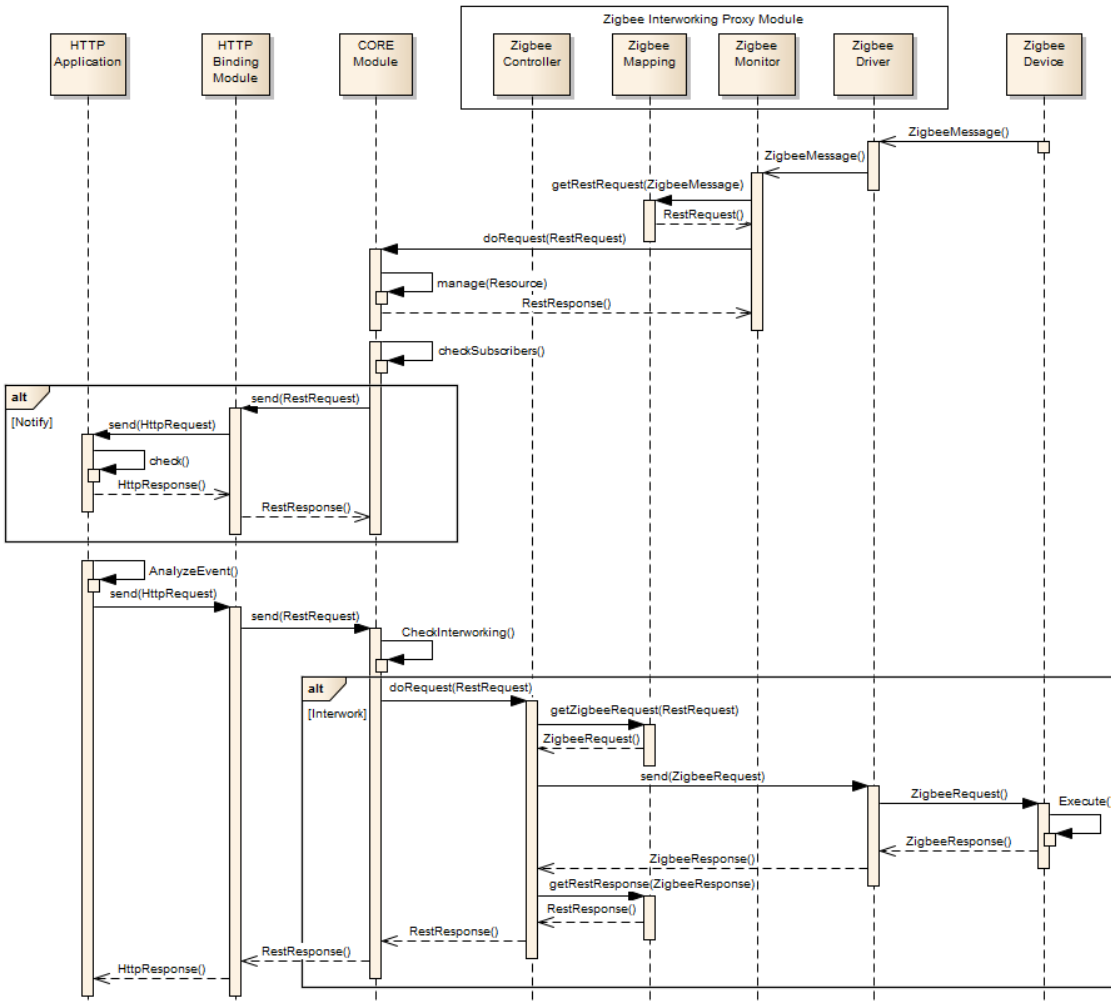 Zigbee Interworking Proxy Module
HTTP
Application
HTTP
Binding
Module
CORE
Module
Zigbee
Controller
Zigbee
Mapping
Zigbee
Monitor
Zigbee
Driver
Zigbee
Device
ZigbeeMessage()
ZigbeeMessage()
getRestRequest(ZigbeeMessage)
RestRequest()
doRequest(RestRequest)
manage(Resource)
RestResponse()
checkSubscribers()
alt
[Notify]
send(RestRequest)
send(HttpRequest)
check()
HttpResponse()
RestResponse()
AnalyzeEvent()
send(HttpRequest)
send(RestRequest)
CheckInterworking()
alt
[Interwork]
doRequest(RestRequest)
getZigbeeRequest(RestRequest)
ZigbeeRequest()
send(ZigbeeRequest)
ZigbeeRequest()
Execute()
ZigbeeResponse()
ZigbeeResponse()
getRestResponse(ZigbeeResponse)
RestResponse()
RestResponse()
RestResponse()
HttpResponse()